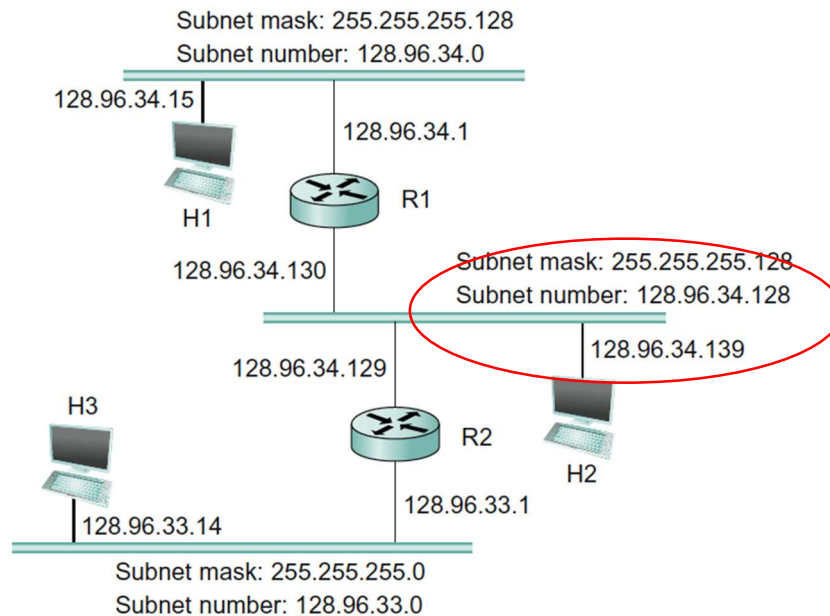 Subnet mask: 255.255.255.128
Subnet number: 128.96.34.0
128.96.34.15
128.96.34.1
H1
R1
128.96.34.130
Subnet mask: 255.255.255.128
Subnet number: 128.96.34.128
128.96.34.139
128.96.34.129
H3
R2
H2
128.96.33.1
128.96.33.14
Subnet mask: 255.255.255.0
Subnet number: 128.96.33.0